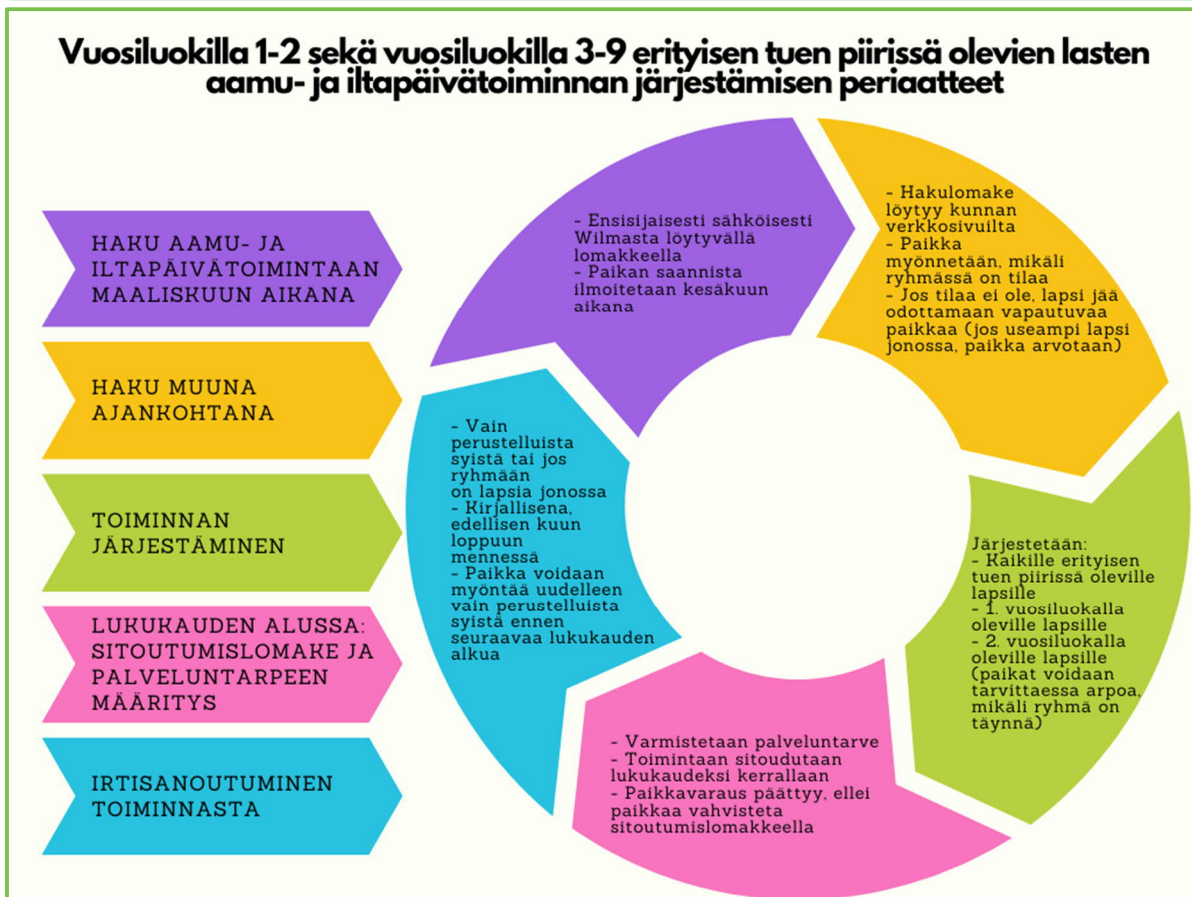 Vuosiluokilla 1-2 sekä vuosiluokilla 3-9 erityisen tuen piirissä olevien lasten
aamu- ja iltapäivätoiminnan järjestämisen periaatteet
HAKU AAMU- JA
ILTAPÄIVÄTOIMINTAAN
MAALISKUUN AIKANA
HAKU MUUNA
AJANKOHTANA
TOIMINNAN
JÄRJESTÄMINEN
LUKUKAUDEN ALUSSA:
SITOUTUMISLOMAKE JA
PALVELUNTARPEEN
MÄÄRITYS
IRTISANOUTUMINEN
TOIMINNASTA
- Ensisijaisesti sähköisesti
Wilmasta löytyvällä
lomakkeella
- Paikan saannista
ilmoitetaan kesäkuun
aikana
- Hakulomake
löytyy kunnan
verkkosivuilta
- Paikka
myönnetään, mikäli
ryhmässä on tilaa
- Jos tilaa ei ole, lapsi jää
odottamaan vapautuvaa
paikkaa (jos useampi lapsi
jonossa, paikka arvotaan)
Järjestetään:
- Kaikille erityisen
tuen piirissä oleville
lapsille
- 1. vuosiluokalla
oleville lapsille
- 2. vuosiluokalla
oleville lapsille
(paikat voidaan
tarvittaessa arpoa,
mikäli ryhmä on
täynnä)
- Varmistetaan palveluntarve
- Toimintaan sitoudutaan
lukukaudeksi kerrallaan
- Paikkavaraus päättyy, ellei
paikkaa vahvisteta
sitoutumislomakkeella
- Vain
perustelluista
syistä tai jos
ryhmään
on lapsia jonossa
- Kirjallisena,
edellisen kuun
loppuun
mennessä
- Paikka voidaan
myöntää uudelleen
vain perustelluista
syistä ennen
seuraavaa lukukauden
alkua